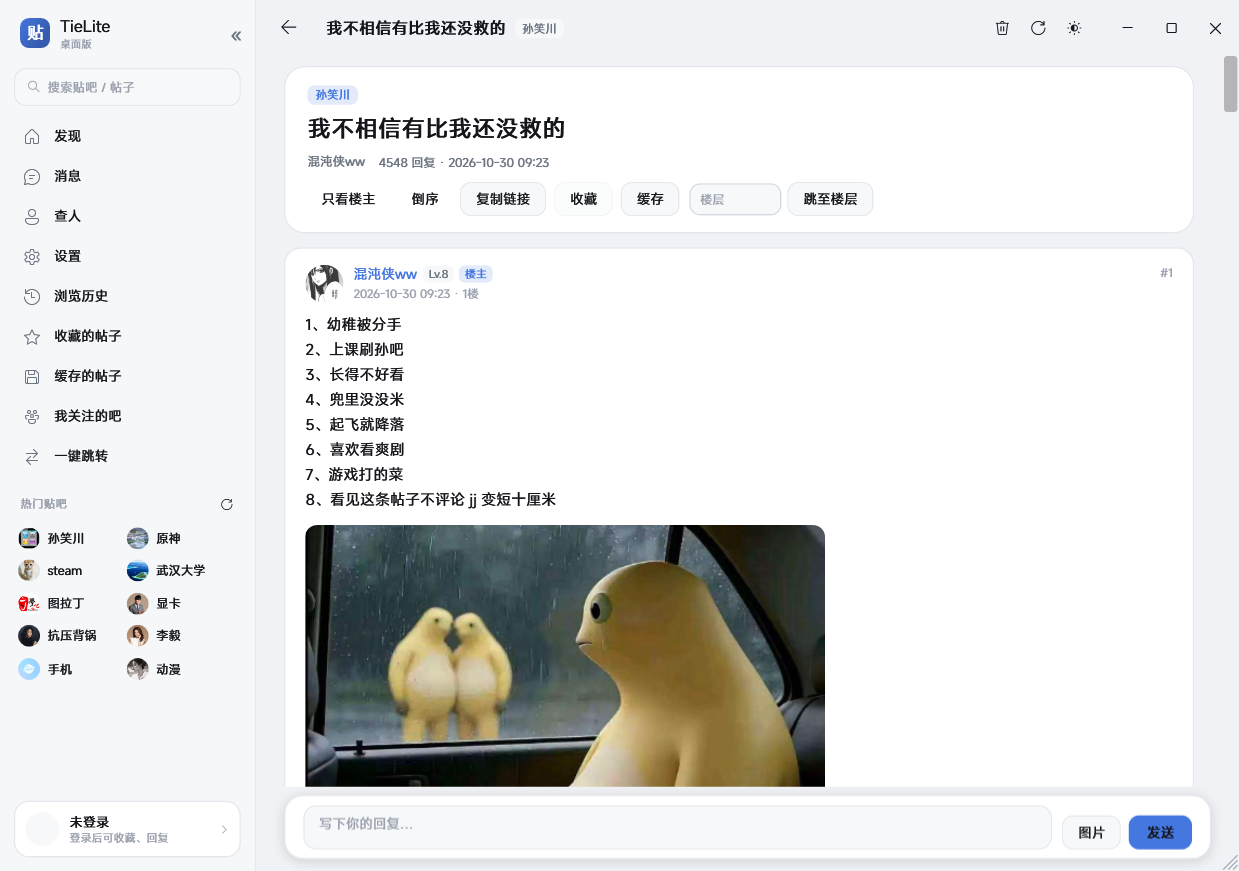 贴 TieLite
桌面版
«
搜索贴吧 / 帖子
发现
消息
查人
设置
浏览历史
收藏的帖子
缓存的帖子
我关注的吧
一键跳转
热门贴吧
孙笑川 原神
steam 武汉大学
图拉丁 显卡
抗压背锅 李毅
手机 动漫
未登录
登录后可收藏、回复
我不相信有比我还没救的 孙笑川
孙笑川
我不相信有比我还没救的
混沌侠ww 4548 回复 · 2026-10-30 09:23
只看楼主 倒序 复制链接 收藏 缓存 楼层 跳至楼层
混沌侠ww Lv.8 楼主 #1
2026-10-30 09:23 · 1楼
1、幼稚被分手
2、上课刷孙吧
3、长得不好看
4、兜里没没米
5、起飞就降落
6、喜欢看爽剧
7、游戏打的菜
8、看见这条帖子不评论 jj 变短十厘米
写下你的回复...
图片 发送